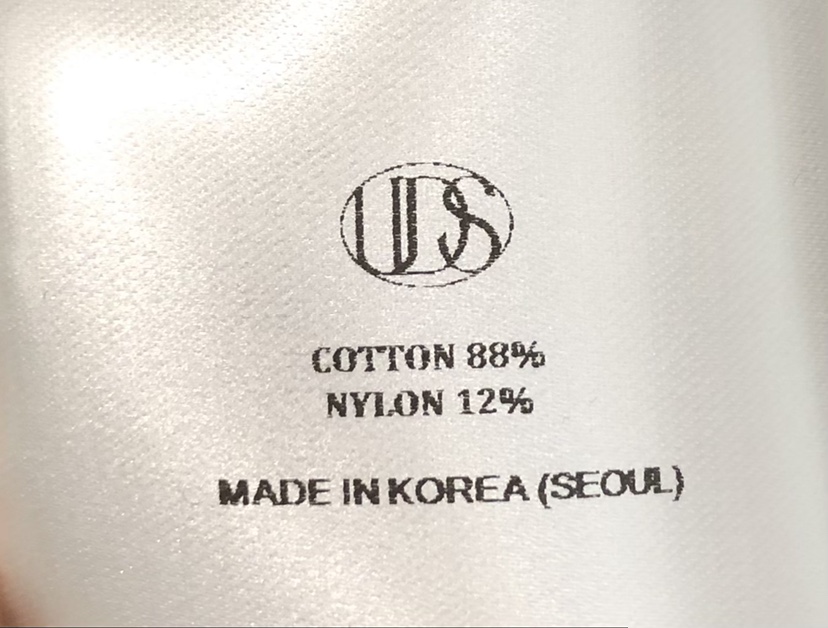 UDS
COTTON 88%
NYLON 12%
MADE IN KOREA (SEOUL)